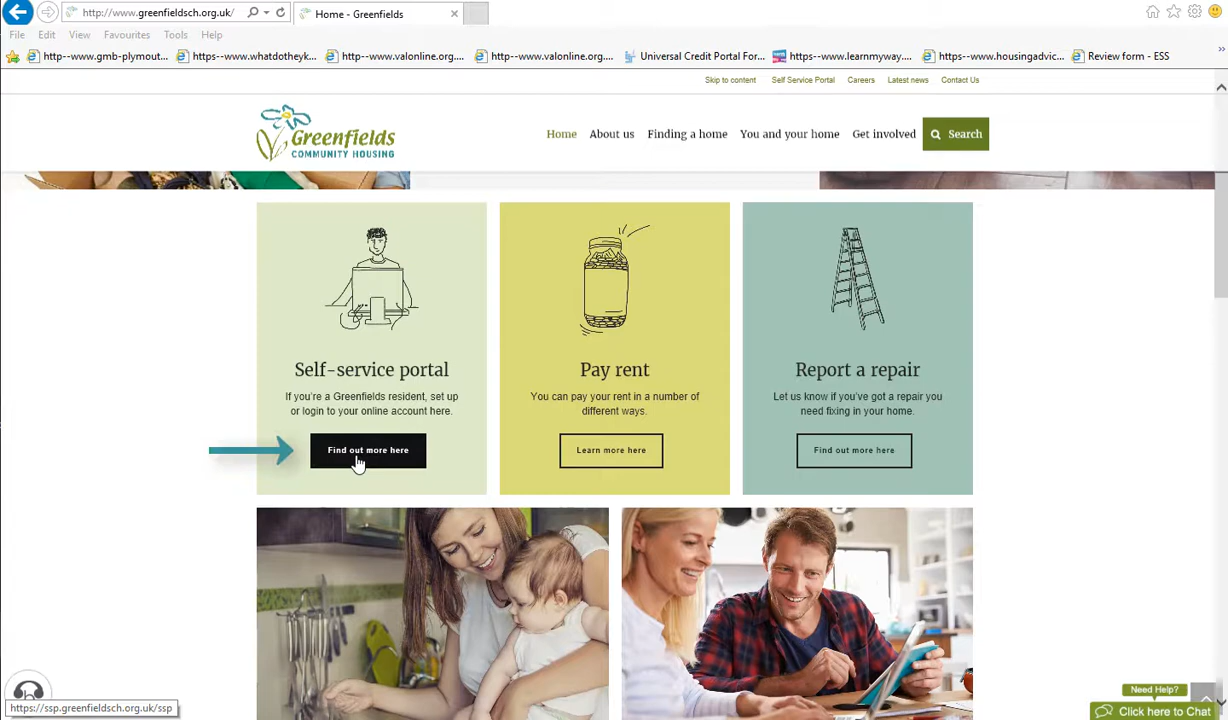 http://www.greenfieldsch.org.uk/
Home - Greenfields
File Edit View Favourites Tools Help
http--www.gmb-plymout...
https--www.whatdotheyk...
http--www.valonline.org....
http--www.valonline.org....
Universal Credit Portal For...
https--www.learnmyway....
https--www.housingadvic...
Review form - ESS
Skip to content Self Service Portal Careers Latest news Contact Us
Greenfields
COMMUNITY HOUSING
Home About us Finding a home You and your home Get involved Search
Self-service portal
If you're a Greenfields resident, set up
or login to your online account here.
Find out more here
Pay rent
You can pay your rent in a number of
different ways.
Learn more here
Report a repair
Let us know if you've got a repair you
need fixing in your home.
Find out more here
https://ssp.greenfieldsch.org.uk/ssp
Need Help?
Click here to Chat